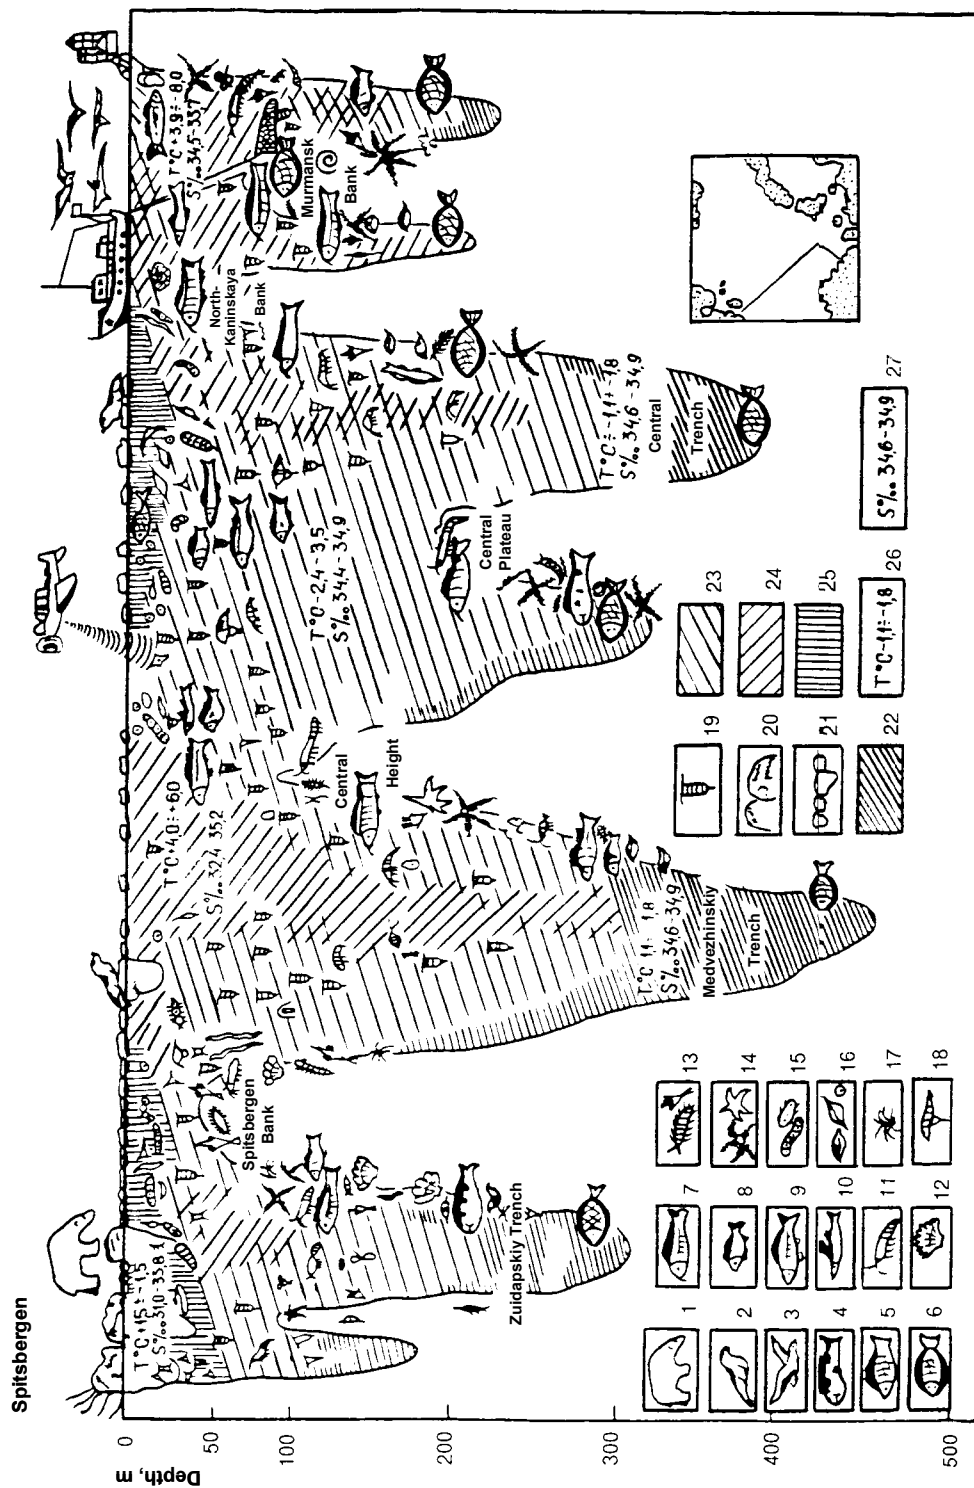 Spitsbergen
Depth, m
0
50
100
200
300
400
500
T°C+1,5÷-1,5
S‰ 31,0-33,8
Zuidapskiy Trench
Spitsbergen
Bank
T°C+4,0÷+6,0
S‰ 32,4 35,2
T°C 1,1÷ 1,8
S‰ 34,6-34,9
Medvezhinskiy
Trench
Central
Height
T°C-2,4-3,5
S‰ 34,4-34,9
Central
Plateau
T°C÷-1,1÷-1,8
S‰ 34,6-34,9
Central
Trench
North-
Kaninskaya
Bank
T°C+3,9÷-8,0
S‰ 34,5-33,7
Murmansk
Bank
1
2
3
4
5
6
7
8
9
10
11
12
13
14
15
16
17
18
19
20
21
22
23
24
25
26
T°C-1,1÷-1,8
27
S‰ 34,6-34,9